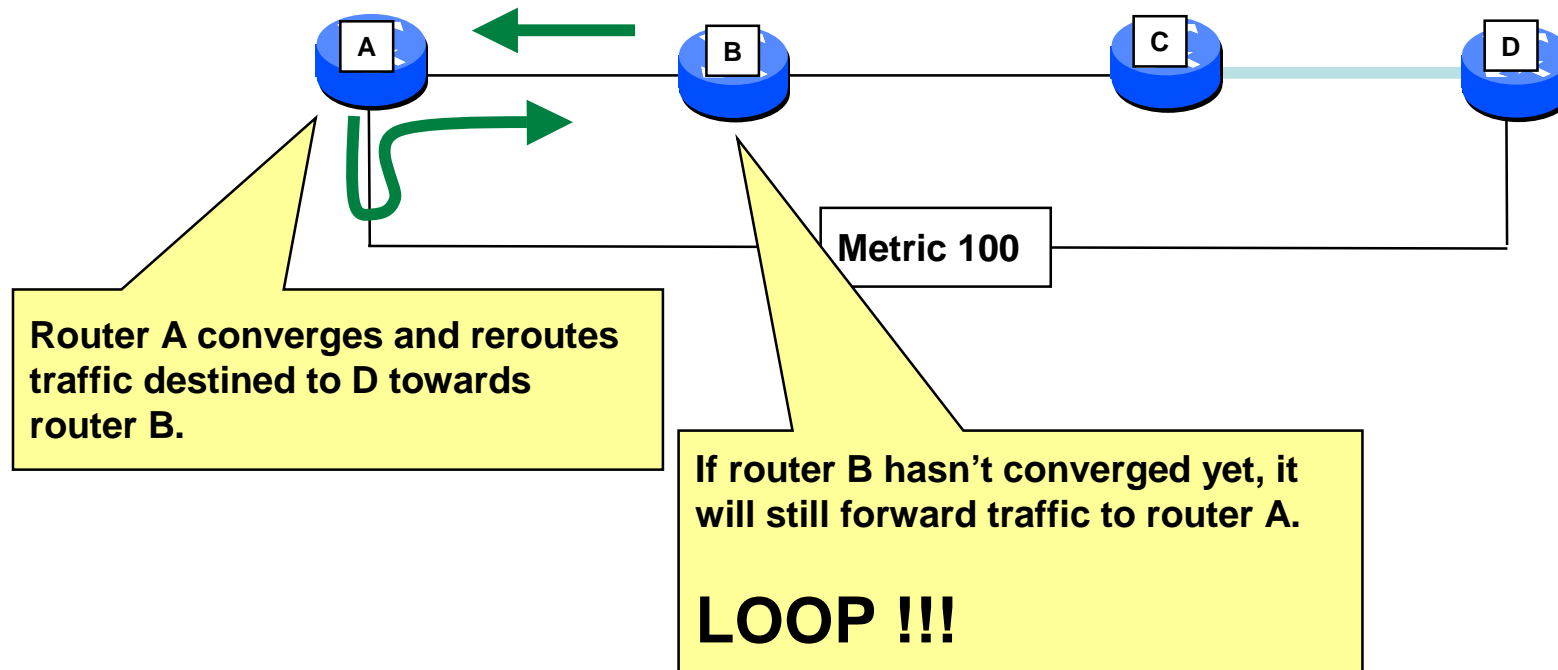 A
B
C
D
Metric 100
Router A converges and reroutes
traffic destined to D towards
router B.
If router B hasn’t converged yet, it
will still forward traffic to router A.
LOOP !!!